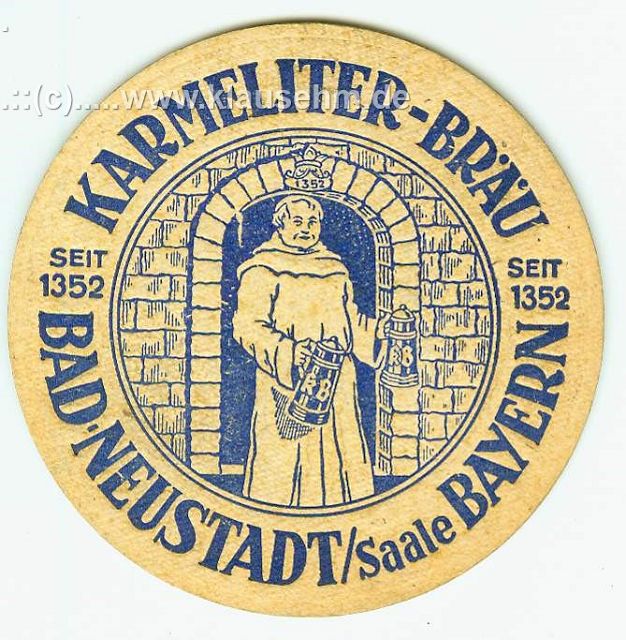 .::(c).....www.klausehm.de
KARMELITER-BRÄU
1352
SEIT
1352
SEIT
1352
BAD-NEUSTADT/Saale BAYERN